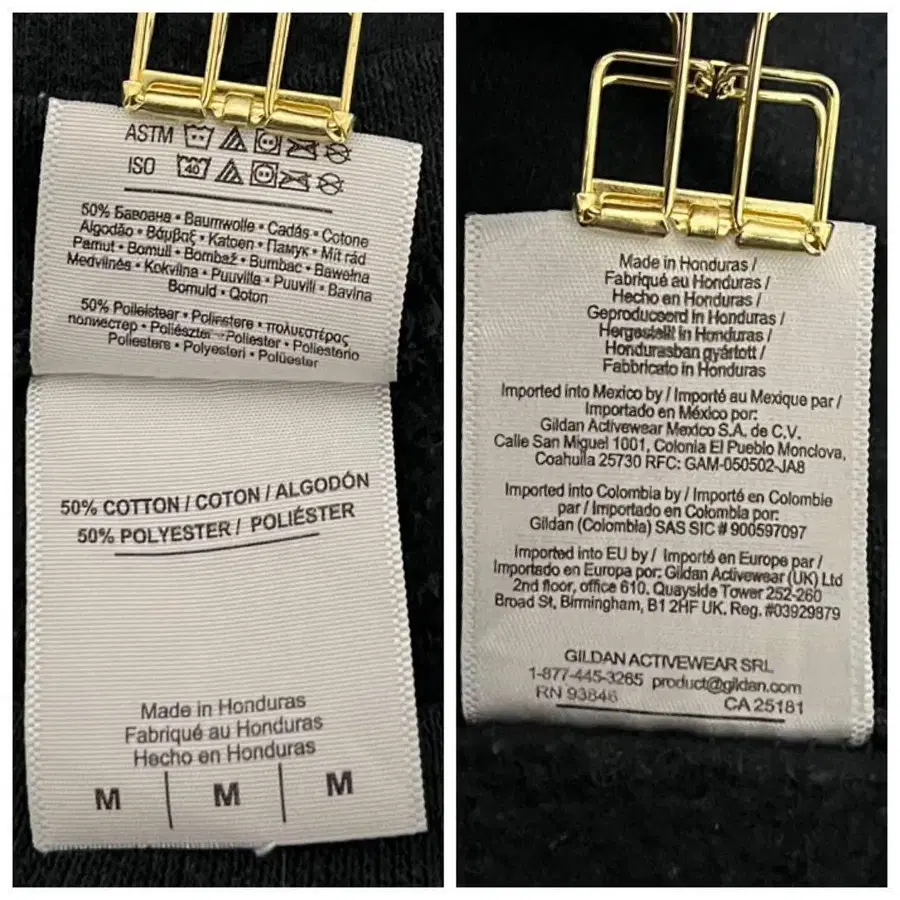 ASTM
ISO 40
50% Бавовна • Baumwolle • Cadás • Cotone
Algodão • Βάμβαξ • Katoen • Памук • Mit rád
Pamut • Bomull • Bombaž • Bumbac • Bawełna
Medvilnės • Kokvilna • Puuvilla • Puuvill • Bavlna
Bomuld • Qoton
50% Poileistear • Polinstere • πολυεστέρας
полиестер • Poliészter • Poliester • Poliesterio
Poliesters • Polyesteri • Polüester
50% COTTON / COTON / ALGODÓN
50% POLYESTER / POLIÉSTER
Made in Honduras
Fabriqué au Honduras
Hecho en Honduras
M | M | M
Made in Honduras /
Fabriqué au Honduras /
Hecho en Honduras /
Geproduceerd in Honduras /
Hergestellt in Honduras /
Hondurasban gyártott /
Fabbricato in Honduras
Imported into Mexico by / Importé au Mexique par /
Importado en México por:
Gildan Activewear Mexico S.A. de C.V.
Calle San Miguel 1001, Colonia El Pueblo Monclova,
Coahuila 25730 RFC: GAM-050502-JA8
Imported into Colombia by / Importé en Colombie
par / Importado en Colombia por:
Gildan (Colombia) SAS SIC # 900597097
Imported into EU by / Importé en Europe par /
Importado en Europa por: Gildan Activewear (UK) Ltd
2nd floor, office 610. Quayside Tower 252-260
Broad St, Birmingham, B1 2HF UK. Reg. #03929879
GILDAN ACTIVEWEAR SRL
1-877-445-3265 product@gildan.com
RN 93846 CA 25181